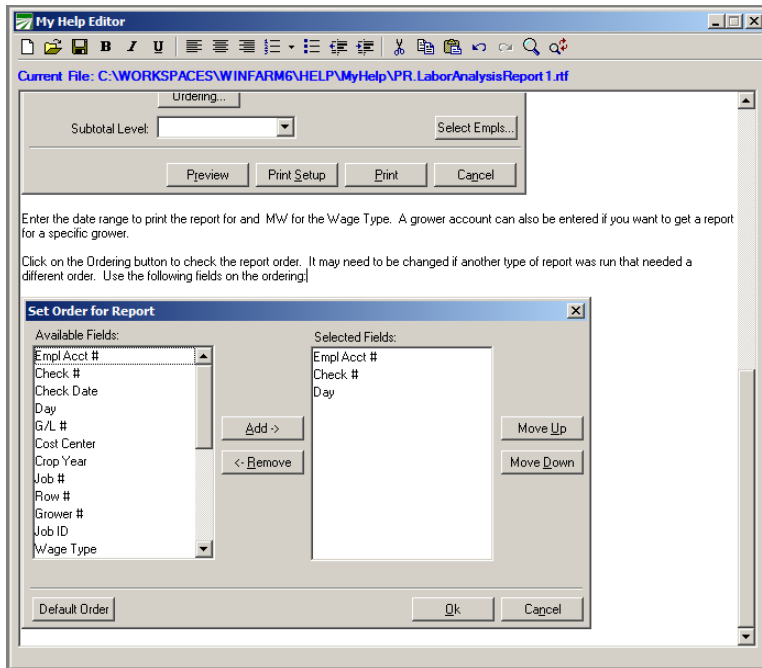 My Help Editor
B I U
Current File: C:\WORKSPACES\WINFARM6\HELP\MyHelp\PR.LaborAnalysisReport1.rtf
Ordering...
Subtotal Level:
Select Empls...
Preview Print Setup Print Cancel
Enter the date range to print the report for and  MW for the Wage Type.  A grower account can also be entered if you want to get a report
for a specific grower.
Click on the Ordering button to check the report order.  It may need to be changed if another type of report was run that needed a
different order.  Use the following fields on the ordering:
Set Order for Report
Available Fields:
Empl Acct #
Check #
Check Date
Day
G/L #
Cost Center
Crop Year
Job #
Row #
Grower #
Job ID
Wage Type
Add ->
<- Remove
Selected Fields:
Empl Acct #
Check #
Day
Move Up
Move Down
Default Order Ok Cancel